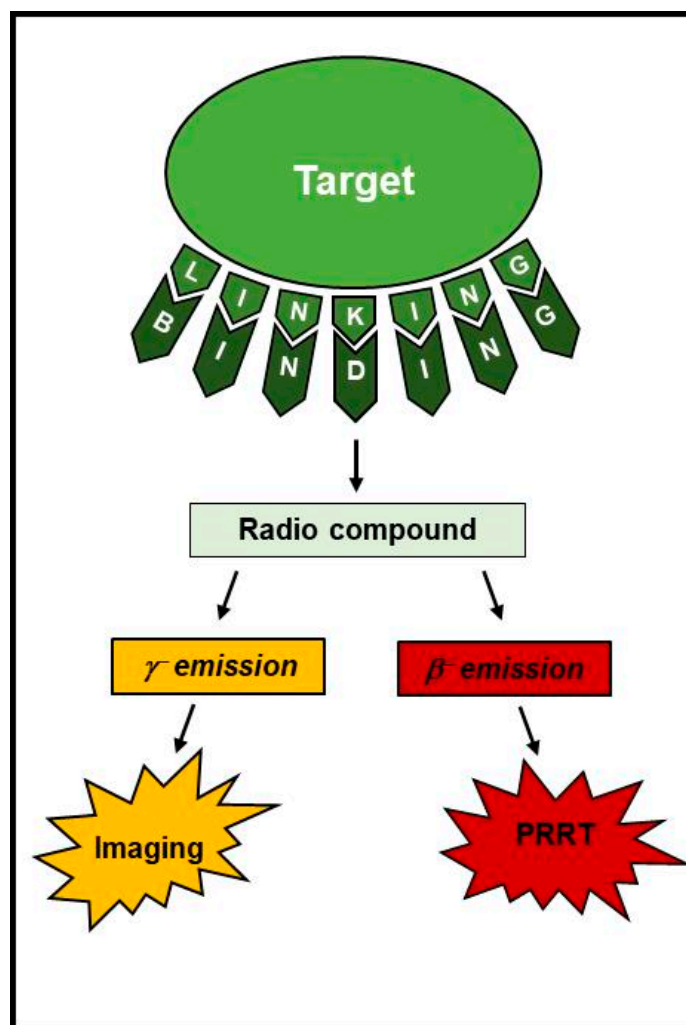 Target
LINKING
BINDING
Radio compound
γ⁻ emission
β⁻ emission
Imaging
PRRT